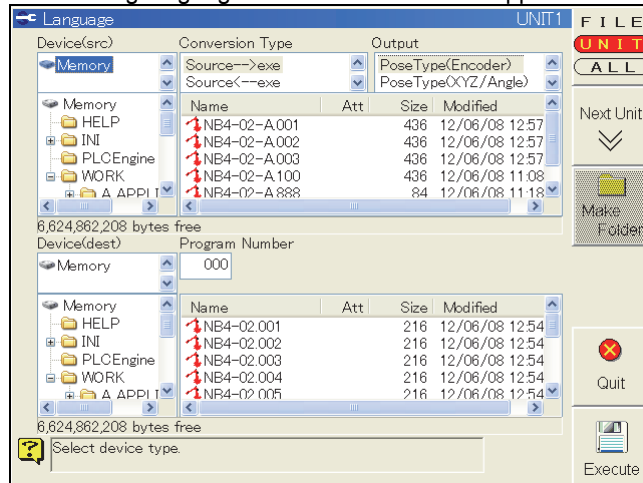 Language UNIT1
Device(src) Conversion Type Output
Memory Source-->exe PoseType(Encoder)
Source<--exe PoseType(XYZ/Angle)
Memory Name Att Size Modified
HELP NB4-02-A.001 436 12/06/08 12:57
INI NB4-02-A.002 436 12/06/08 12:57
PLCEngine NB4-02-A.003 436 12/06/08 12:57
WORK NB4-02-A.100 436 12/06/08 11:08
A APPLI NB4-02-A.888 84 12/06/08 11:18
6,624,862,208 bytes free
Device(dest) Program Number
Memory 000
Memory Name Att Size Modified
HELP NB4-02.001 216 12/06/08 12:54
INI NB4-02.002 216 12/06/08 12:54
PLCEngine NB4-02.003 216 12/06/08 12:54
WORK NB4-02.004 216 12/06/08 12:54
NB4-02.005 216 12/06/08 12:54
6,624,862,208 bytes free
Select device type.
FILE
UNIT
ALL
Next Unit
Make
Folder
Quit
Execute